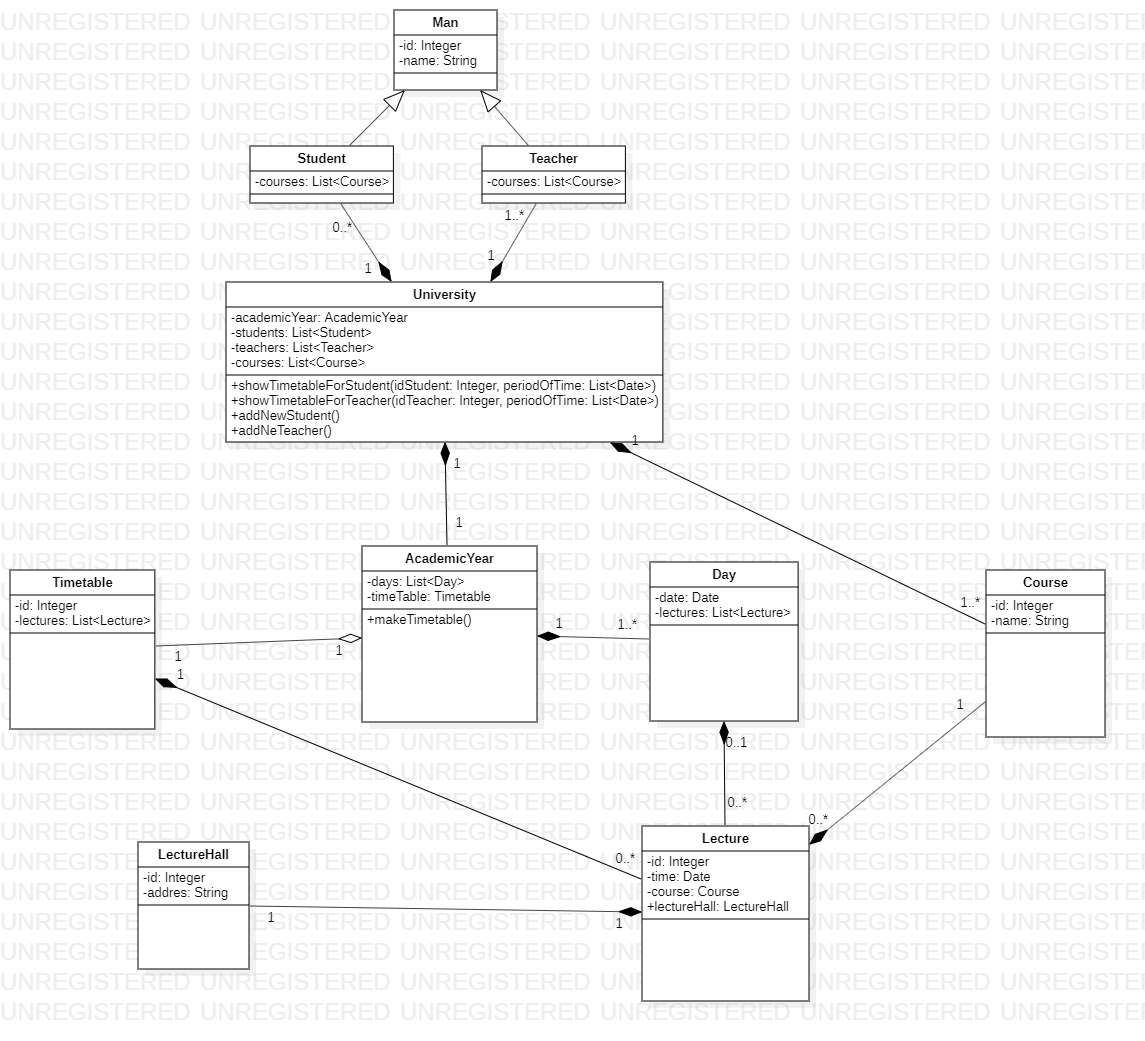 Man
-id: Integer
-name: String
Student
-courses: List<Course>
Teacher
-courses: List<Course>
0..*
1..*
1
1
University
-academicYear: AcademicYear
-students: List<Student>
-teachers: List<Teacher>
-courses: List<Course>
+showTimetableForStudent(idStudent: Integer, periodOfTime: List<Date>)
+showTimetableForTeacher(idTeacher: Integer, periodOfTime: List<Date>)
+addNewStudent()
+addNeTeacher()
1
1
1
AcademicYear
-days: List<Day>
-timeTable: Timetable
+makeTimetable()
Timetable
-id: Integer
-lectures: List<Lecture>
Day
-date: Date
-lectures: List<Lecture>
Course
-id: Integer
-name: String
1..*
1
1..*
1
1
1
1
0..1
0..*
0..*
Lecture
-id: Integer
-time: Date
-course: Course
+lectureHall: LectureHall
0..*
LectureHall
-id: Integer
-addres: String
1
1
UNREGISTERED